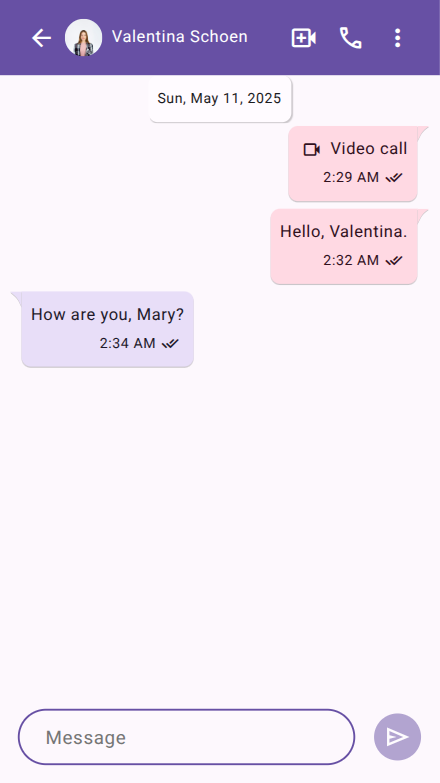 Valentina Schoen
Sun, May 11, 2025
Video call
2:29 AM
Hello, Valentina.
2:32 AM
How are you, Mary?
2:34 AM
Message